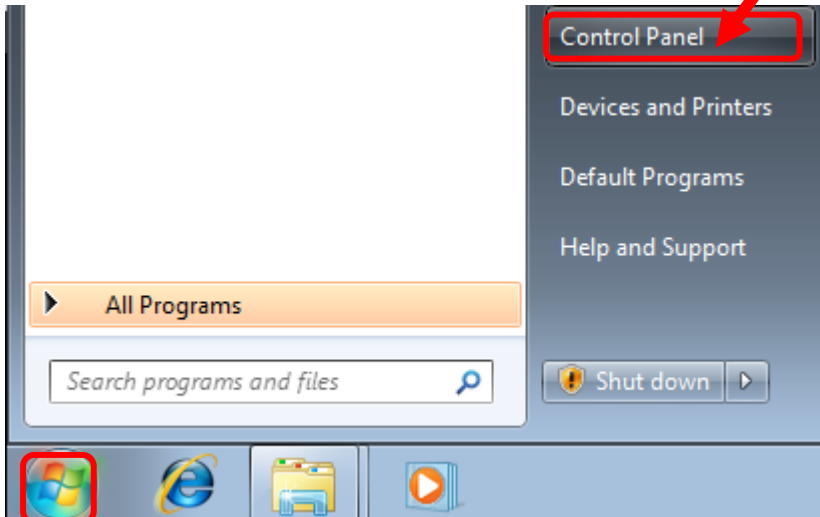 Control Panel
Devices and Printers
Default Programs
Help and Support
All Programs
Search programs and files
Shut down